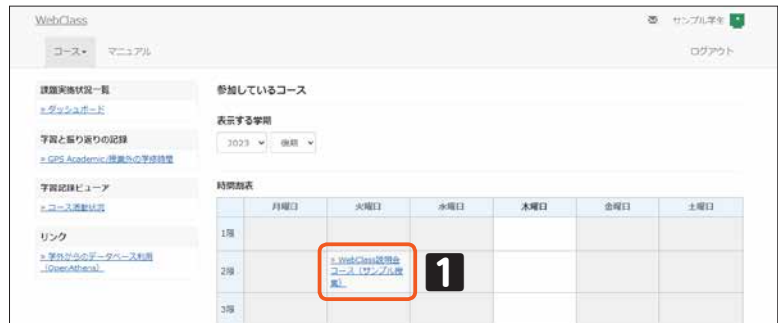 WebClass
サンプル学生
コース▾ マニュアル
ログアウト
課題実施状況一覧
» ダッシュボード
学習と振り返りの記録
» GPS Academic/授業外の学修時間
学習記録ビューア
» コース活動状況
リンク
» 学外からのデータベース利用
(OpenAthens)
参加しているコース
表示する学期
2023 後期
時間割表
月曜日 火曜日 水曜日 木曜日 金曜日 土曜日
1限
2限
» WebClass説明会
コース（サンプル授
業）
1
3限